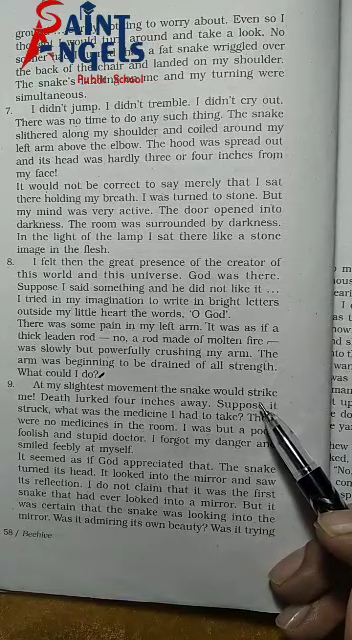 SAINT
ANGELS
Public School
nothing to worry about. Even so I
turn around and take a look. No
a fat snake wriggled over
the back of the chair and landed on my shoulder.
The snake's me and my turning were
simultaneous.
7. I didn't jump. I didn't tremble. I didn't cry out.
There was no time to do any such thing. The snake
slithered along my shoulder and coiled around my
left arm above the elbow. The hood was spread out
and its head was hardly three or four inches from
my face!
It would not be correct to say merely that I sat
there holding my breath. I was turned to stone. But
my mind was very active. The door opened into
darkness. The room was surrounded by darkness.
In the light of the lamp I sat there like a stone
image in the flesh.
8. I felt then the great presence of the creator of
this world and this universe. God was there.
Suppose I said something and he did not like it ...
I tried in my imagination to write in bright letters
outside my little heart the words, 'O God'.
There was some pain in my left arm. It was as if a
thick leaden rod — no, a rod made of molten fire —
was slowly but powerfully crushing my arm. The
arm was beginning to be drained of all strength.
What could I do?
9. At my slightest movement the snake would strike
me! Death lurked four inches away. Suppose it
struck, what was the medicine I had to take? There
were no medicines in the room. I was but a poor,
foolish and stupid doctor. I forgot my danger and
smiled feebly at myself.
It seemed as if God appreciated that. The snake
turned its head. It looked into the mirror and saw
its reflection. I do not claim that it was the first
snake that had ever looked into a mirror. But it
was certain that the snake was looking into the
mirror. Was it admiring its own beauty? Was it trying
58/ Beehive